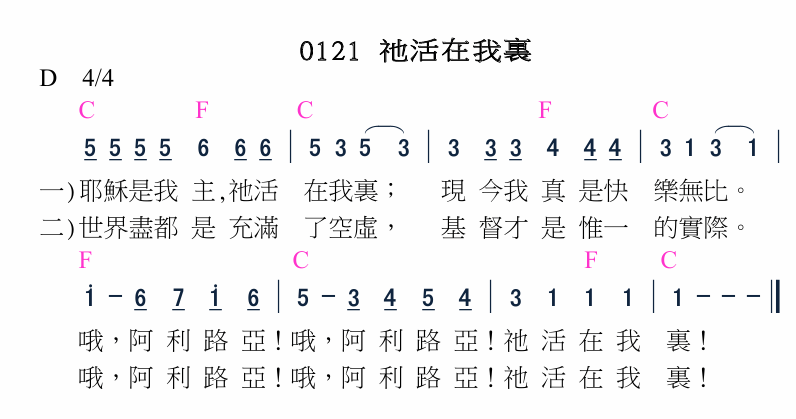 0121 祂活在我裏
D 4/4
C F C F C
5 5 5 5 6 6 6 | 5 3 5 3 | 3 3 3 4 4 4 | 3 1 3 1 |
一)耶穌是我 主,祂活 在我裏； 現 今我 真 是快 樂無比。
二)世界盡都 是 充滿 了空虛， 基 督才 是 惟一 的實際。
F C F C
i - 6 7 i 6 | 5 - 3 4 5 4 | 3 1 1 1 | 1 - - - ||
哦，阿 利 路 亞！哦，阿 利 路 亞！祂 活 在 我 裏！
哦，阿 利 路 亞！哦，阿 利 路 亞！祂 活 在 我 裏！